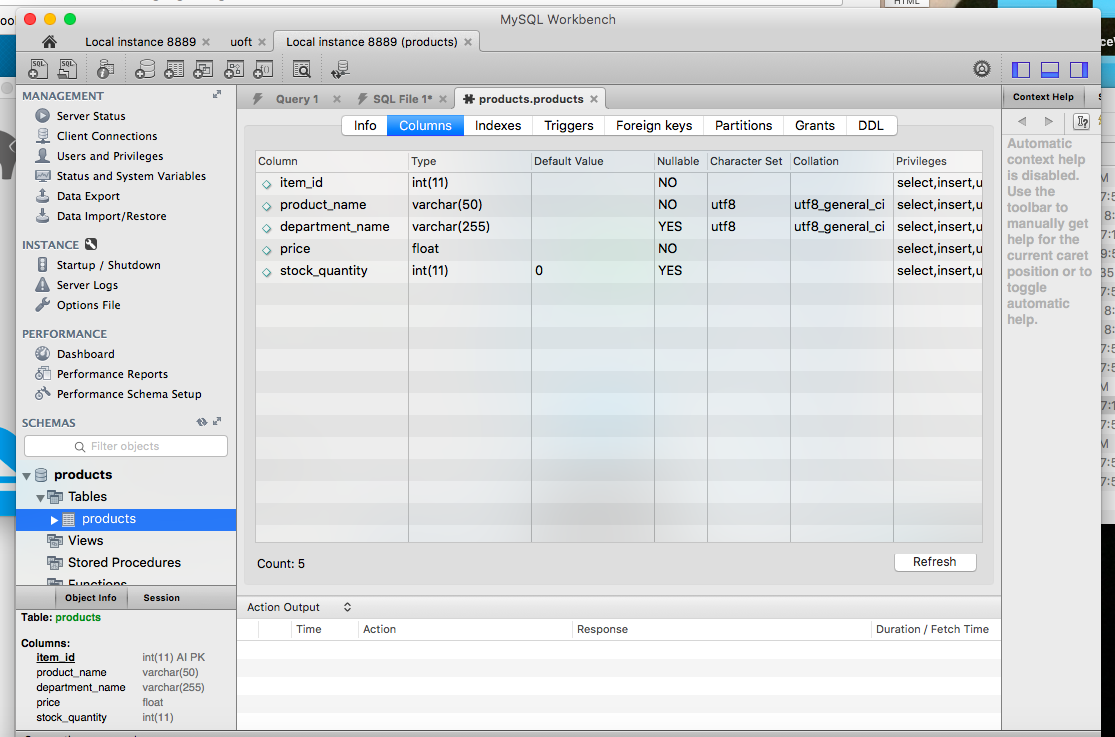 HTML
MySQL Workbench
Local instance 8889 uoft Local instance 8889 (products)
MANAGEMENT
Server Status
Client Connections
Users and Privileges
Status and System Variables
Data Export
Data Import/Restore
INSTANCE
Startup / Shutdown
Server Logs
Options File
PERFORMANCE
Dashboard
Performance Reports
Performance Schema Setup
SCHEMAS
Filter objects
products
Tables
products
Views
Stored Procedures
Functions
Object Info Session
Table: products
Columns:
item_id int(11) AI PK
product_name varchar(50)
department_name varchar(255)
price float
stock_quantity int(11)
Query 1 SQL File 1* products.products
Info Columns Indexes Triggers Foreign keys Partitions Grants DDL
Column Type Default Value Nullable Character Set Collation Privileges
item_id int(11) NO select,insert,u
product_name varchar(50) NO utf8 utf8_general_ci select,insert,u
department_name varchar(255) YES utf8 utf8_general_ci select,insert,u
price float NO select,insert,u
stock_quantity int(11) 0 YES select,insert,u
Count: 5 Refresh
Action Output
Time Action Response Duration / Fetch Time
Context Help
Automatic
context help
is disabled.
Use the
toolbar to
manually get
help for the
current caret
position or to
toggle
automatic
help.